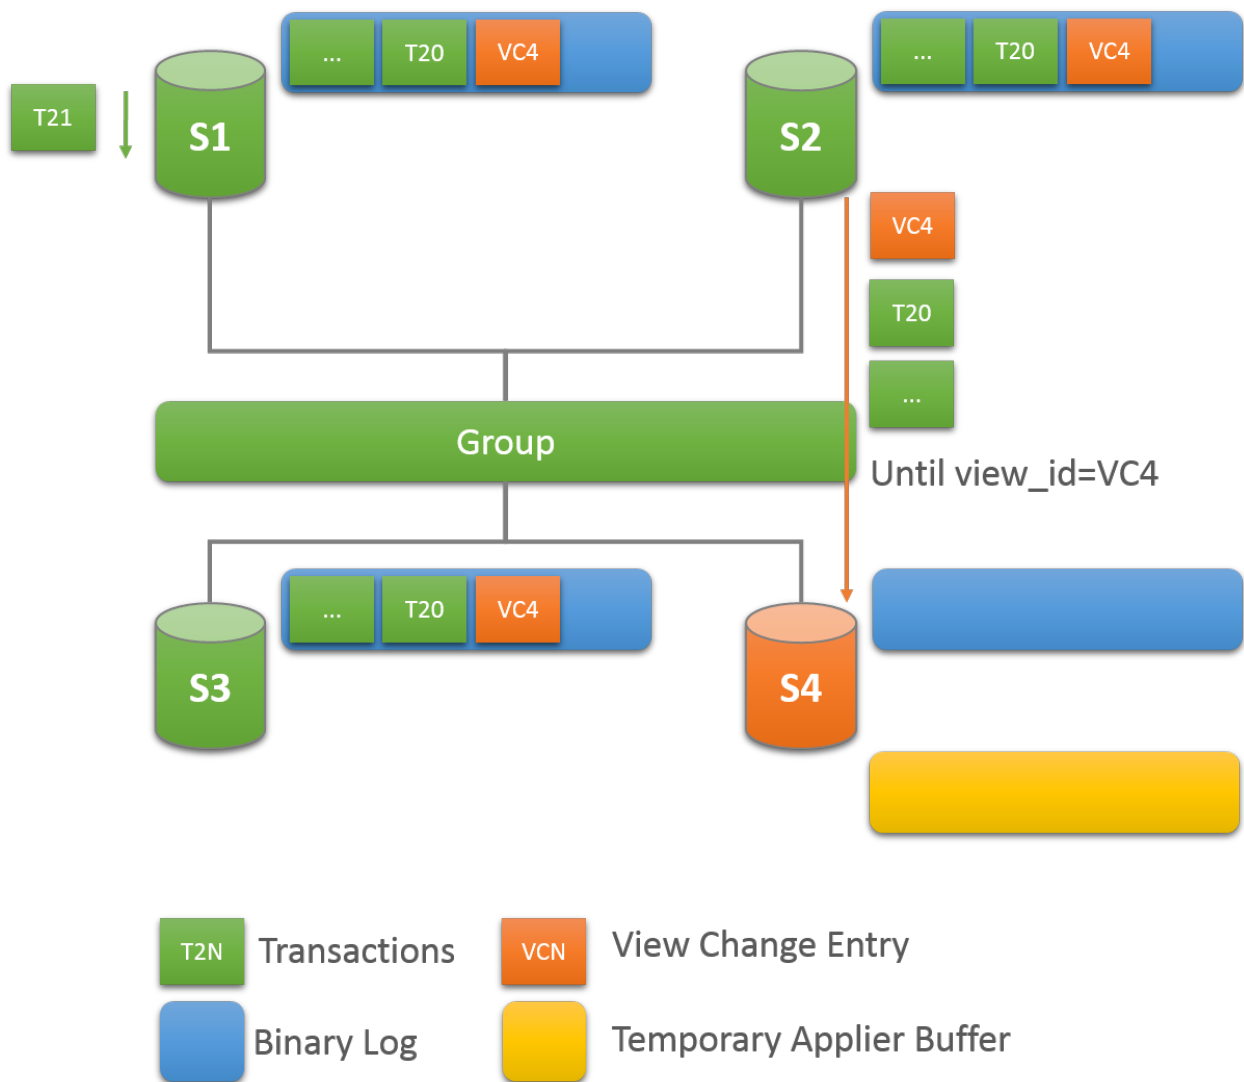 ... T20 VC4
... T20 VC4
T21
S1
S2
VC4
T20
...
Group
Until view_id=VC4
... T20 VC4
S3
S4
T2N Transactions
VCN View Change Entry
Binary Log
Temporary Applier Buffer